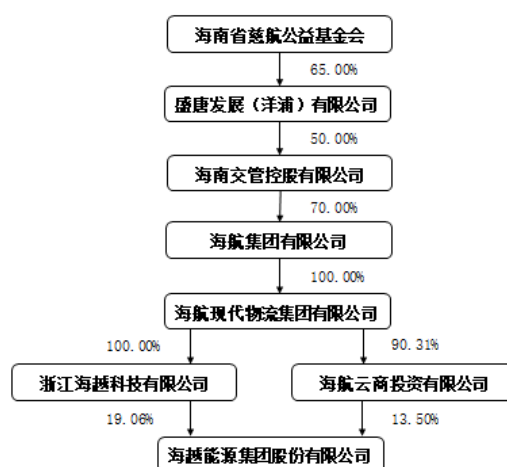 海南省慈航公益基金会
65.00%
盛唐发展（洋浦）有限公司
50.00%
海南交管控股有限公司
70.00%
海航集团有限公司
100.00%
海航现代物流集团有限公司
100.00%
90.31%
浙江海越科技有限公司
海航云商投资有限公司
19.06%
13.50%
海越能源集团股份有限公司